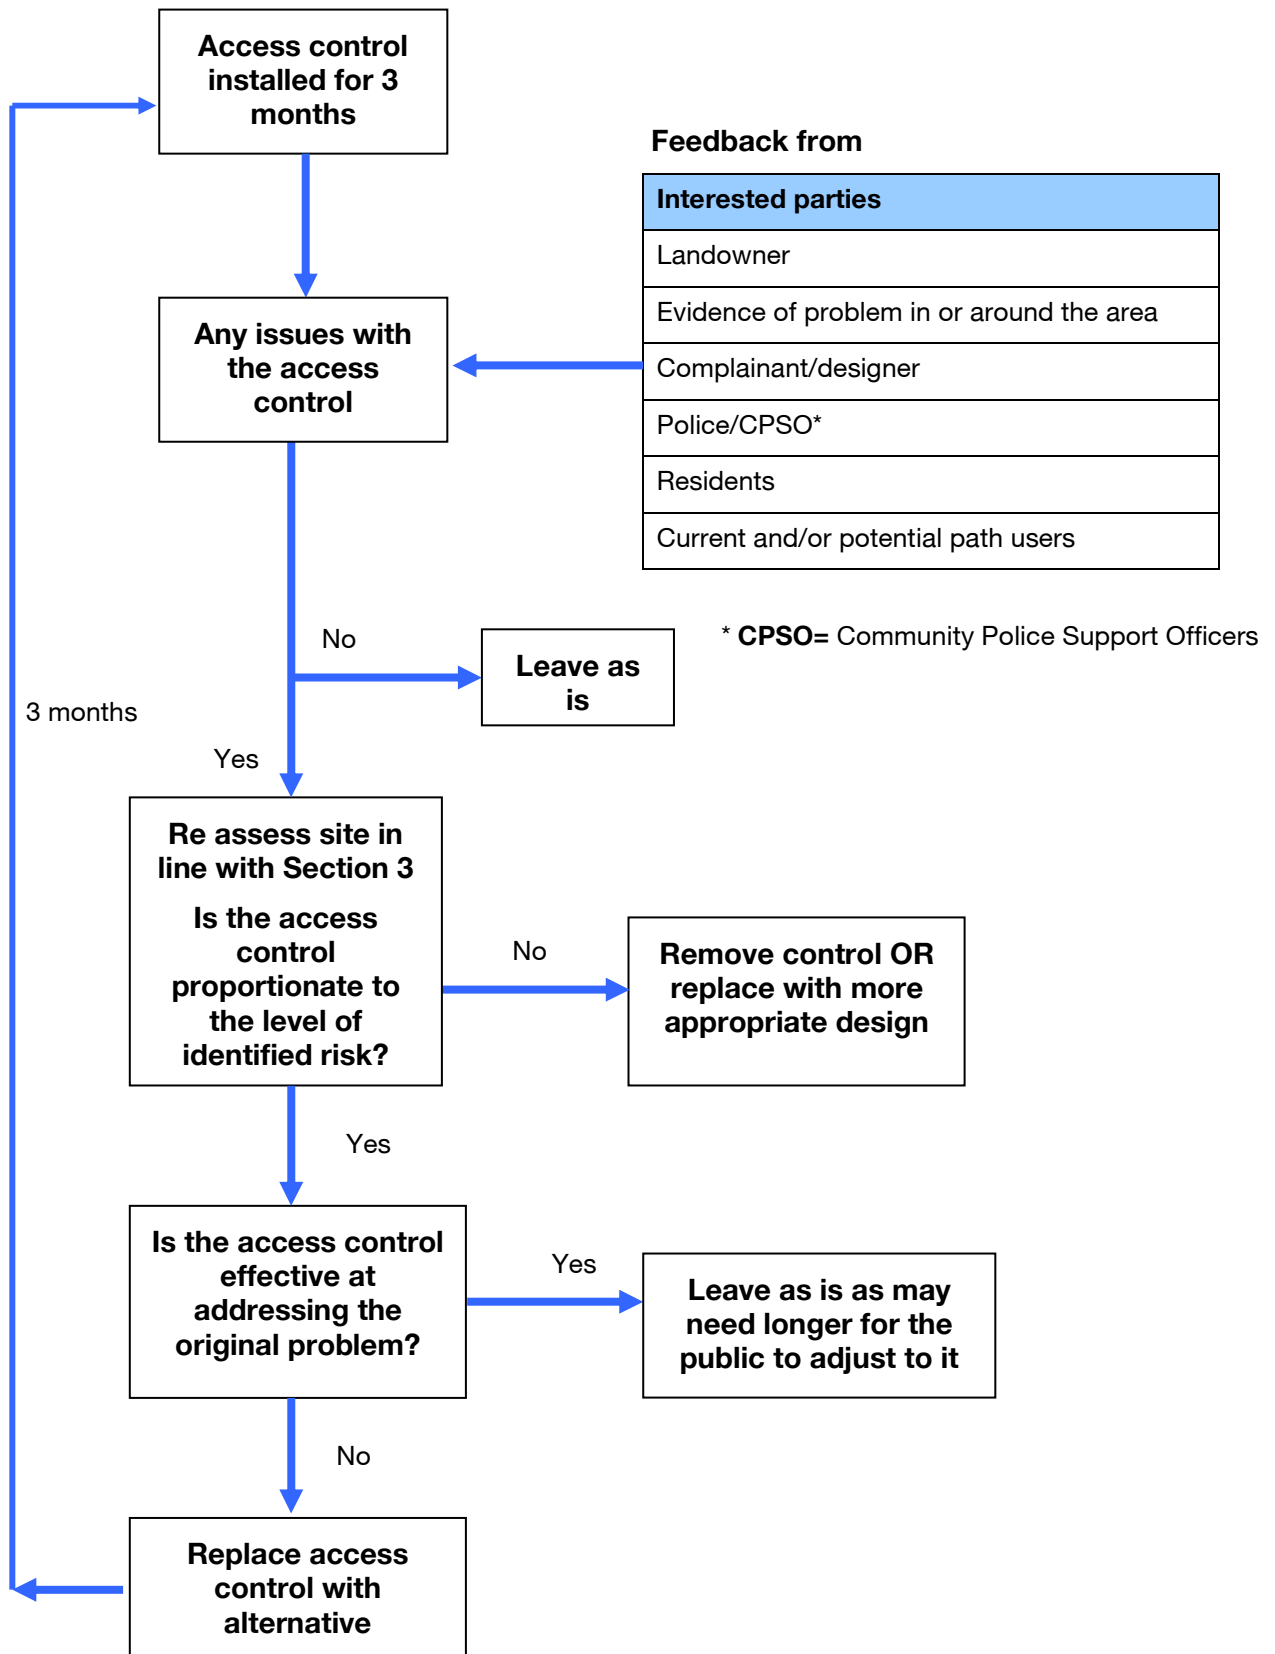 Access control
installed for 3
months
Feedback from
Interested parties
Landowner
Evidence of problem in or around the area
Complainant/designer
Police/CPSO*
Residents
Current and/or potential path users
* CPSO= Community Police Support Officers
Any issues with
the access
control
No
Leave as
is
3 months
Yes
Re assess site in
line with Section 3
Is the access
control
proportionate to
the level of
identified risk?
No
Remove control OR
replace with more
appropriate design
Yes
Is the access control
effective at
addressing the
original problem?
Yes
Leave as is as may
need longer for the
public to adjust to it
No
Replace access
control with
alternative